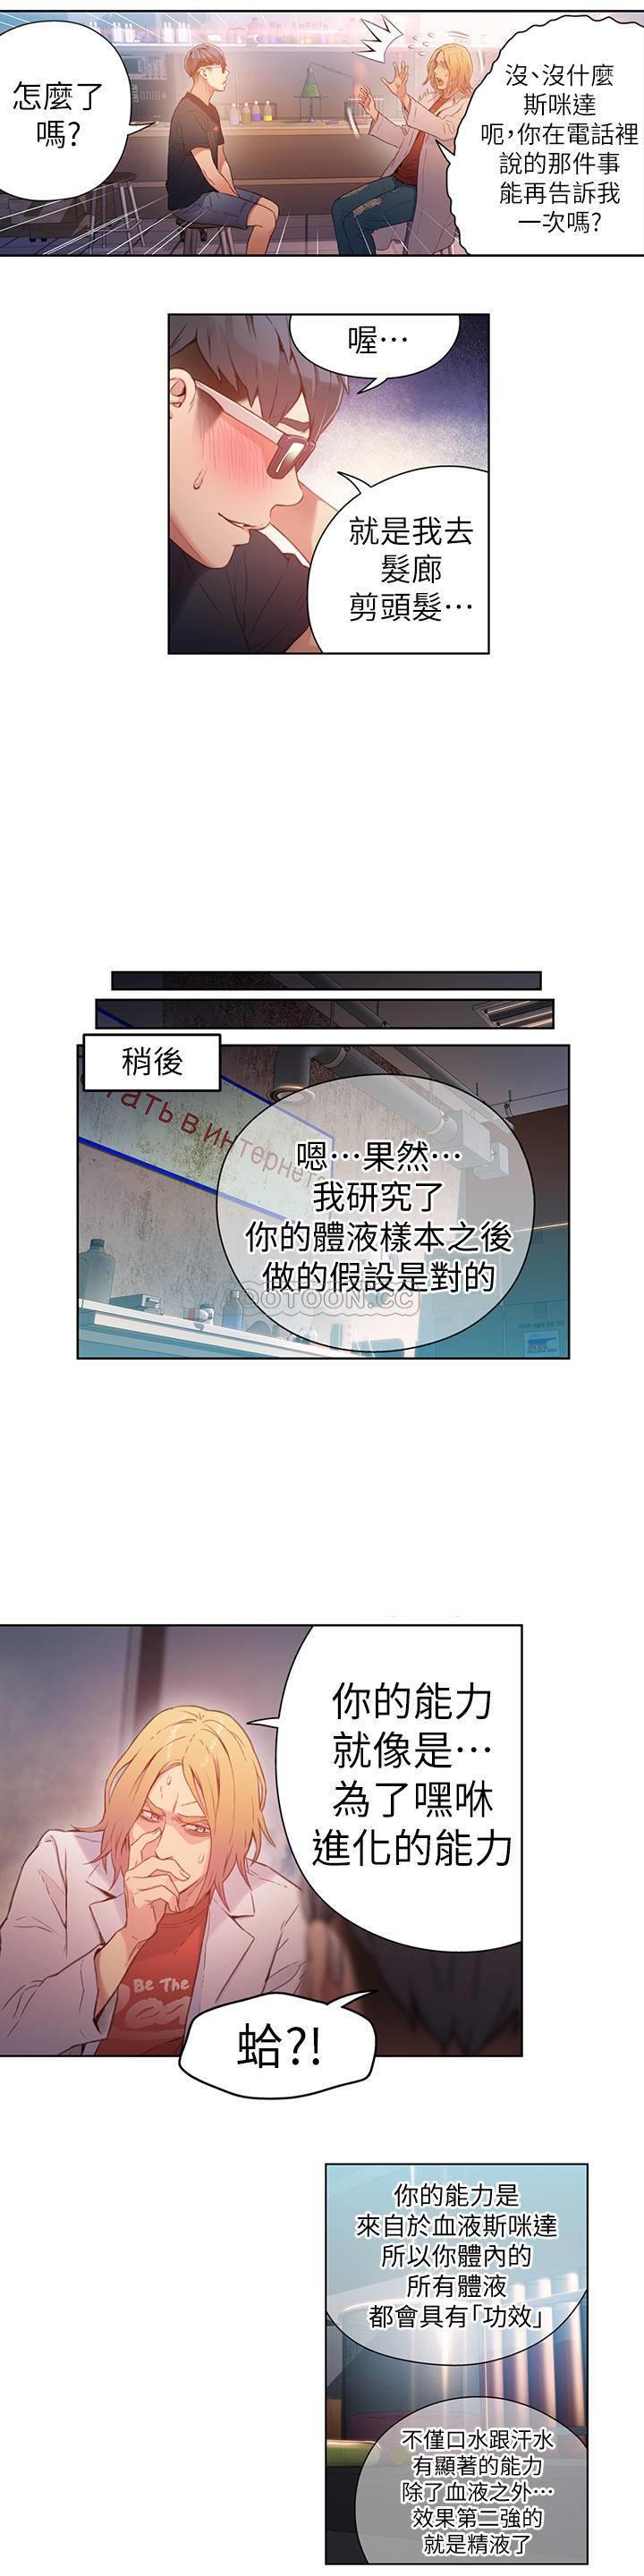 怎麼了
嗎?
沒、沒什麼
斯咪達
呃,你在電話裡
說的那件事
能再告訴我
一次嗎?
喔⋯
就是我去
髮廊
剪頭髮⋯
稍後
стать в интернете
嗯⋯果然⋯
我研究了
你的體液樣本之後
做的假設是對的
TOOTOON.CC
你的能力
就像是⋯
為了嘿咻
進化的能力
Be The
Reds
蛤?!
你的能力是
來自於血液斯咪達
所以你體內的
所有體液
都會具有「功效」
不僅口水跟汗水
有顯著的能力
除了血液之外⋯
效果第二強的
就是精液了